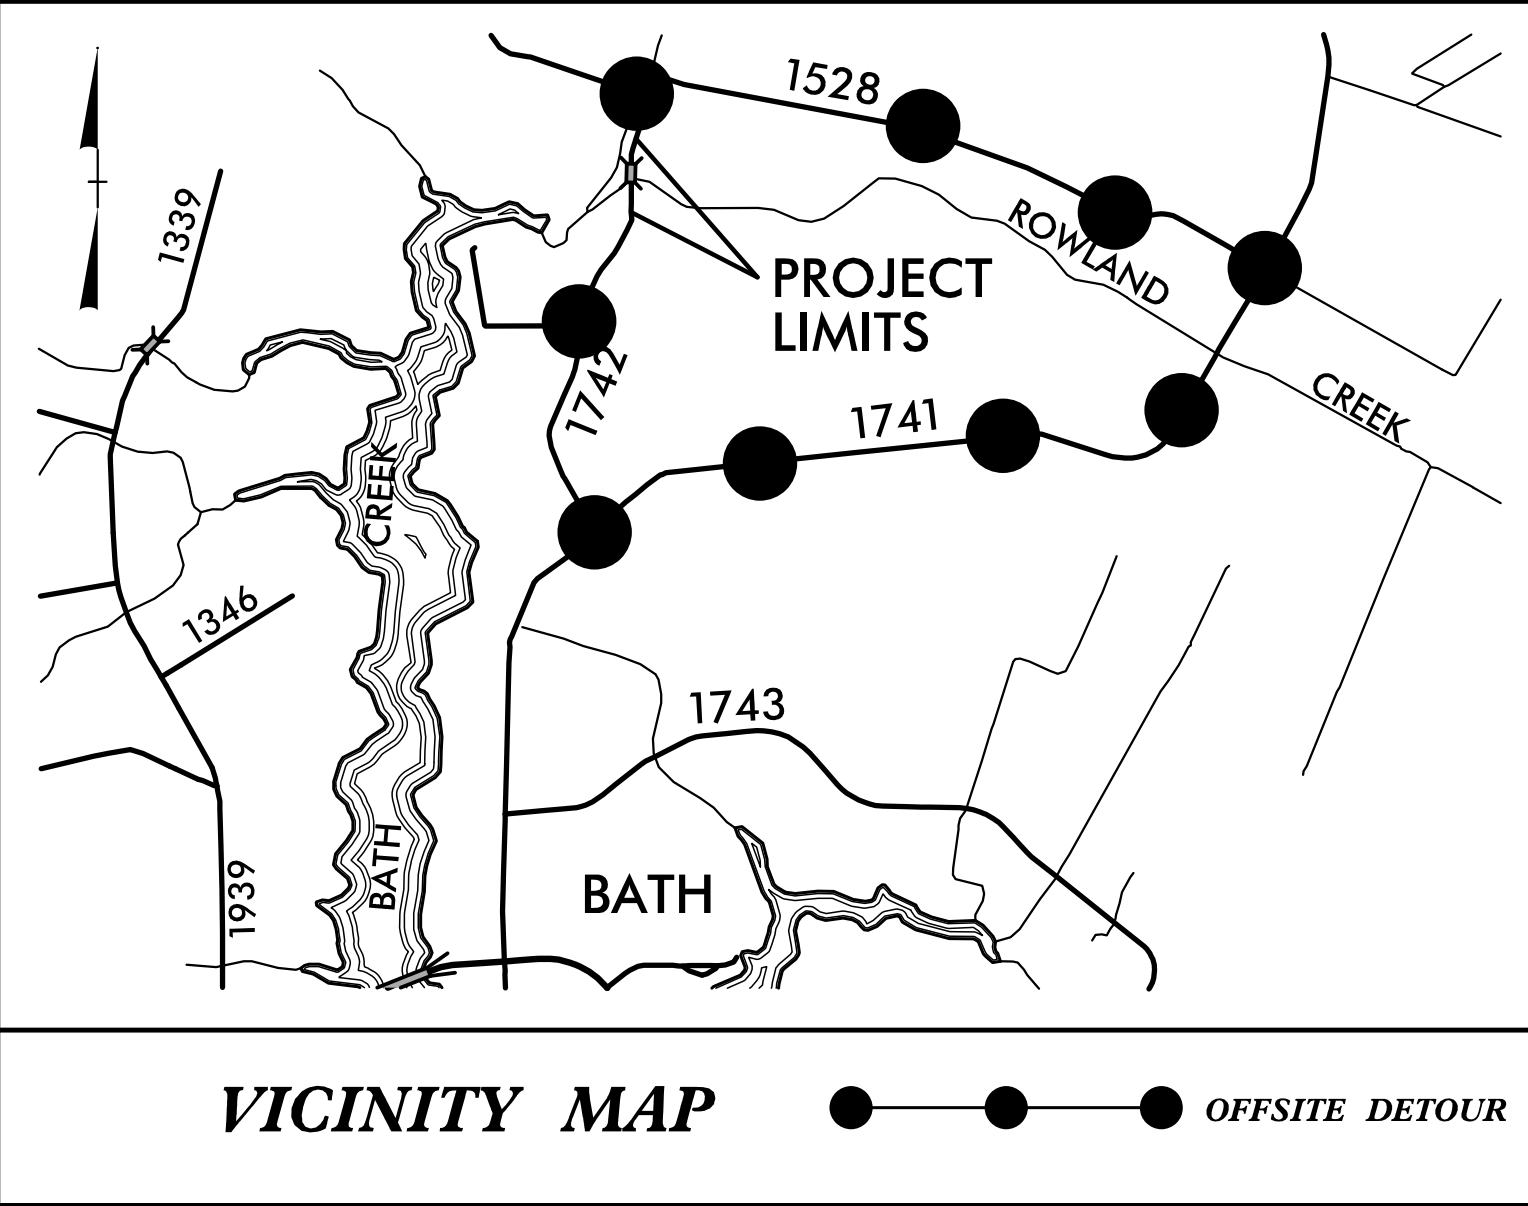 1528
1339
ROWLAND
PROJECT
LIMITS
1742
CREEK
1741
CREEK
1346
1743
BATH
1939
BATH
VICINITY MAP
OFFSITE DETOUR